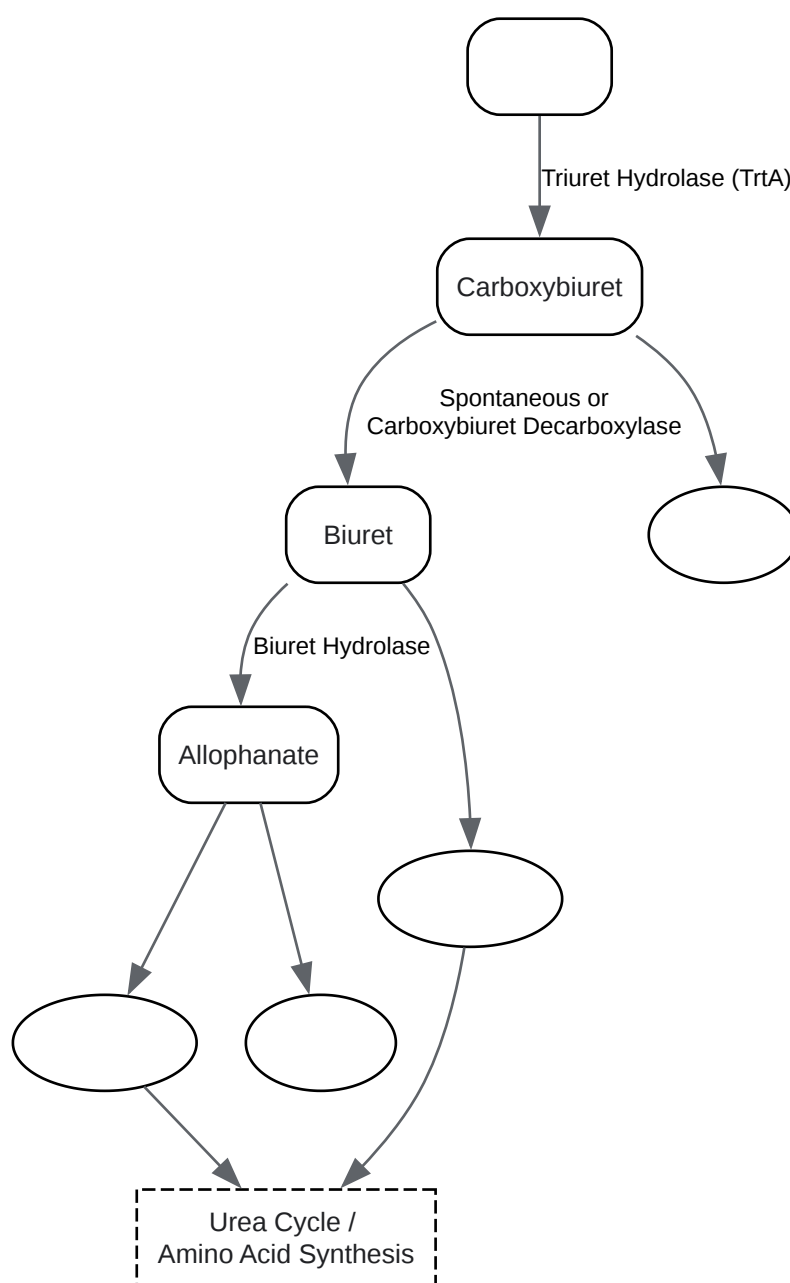 Triuret Hydrolase (TrtA)
Carboxybiuret
Spontaneous or
Carboxybiuret Decarboxylase
Biuret
Biuret Hydrolase
Allophanate
Urea Cycle /
Amino Acid Synthesis